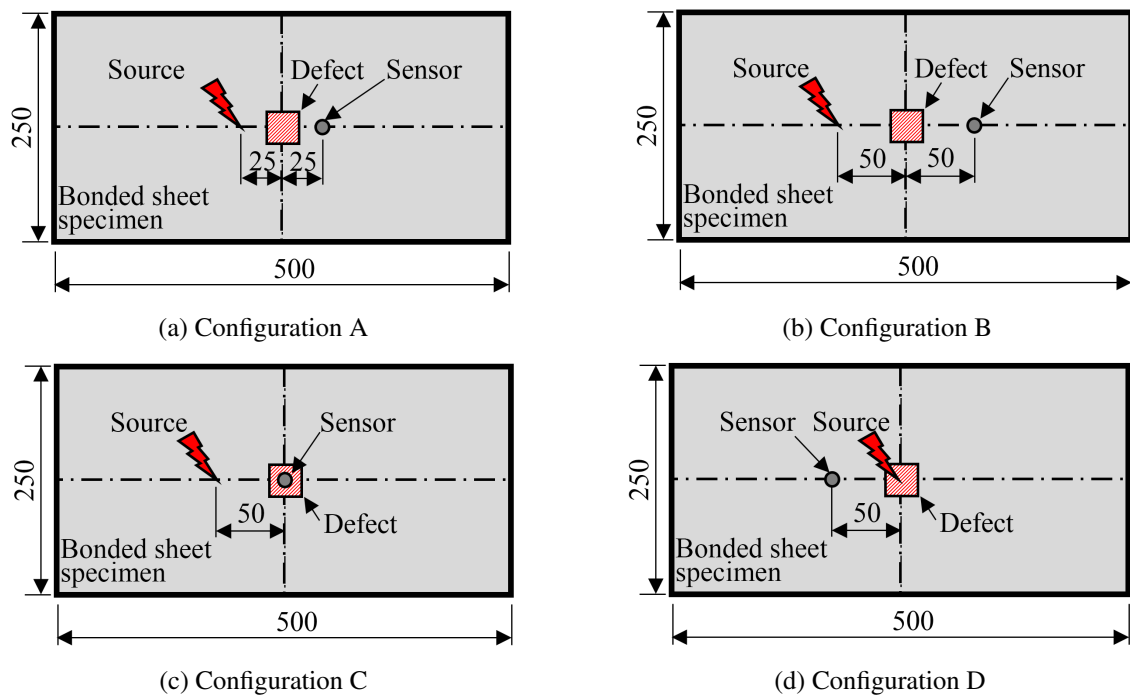 Source
Defect
Sensor
250
25
25
Bonded sheet
specimen
500
(a) Configuration A
Source
Defect
Sensor
250
50
50
Bonded sheet
specimen
500
(b) Configuration B
Source
Sensor
250
50
Defect
Bonded sheet
specimen
500
(c) Configuration C
Sensor
Source
250
50
Defect
Bonded sheet
specimen
500
(d) Configuration D